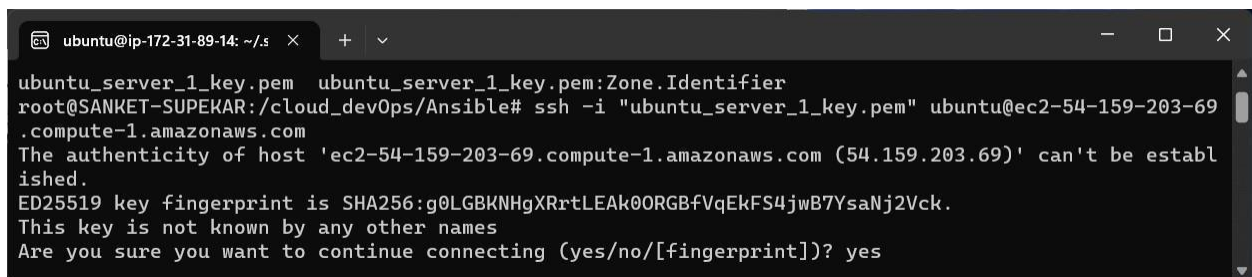 ubuntu@ip-172-31-89-14: ~/.s
ubuntu_server_1_key.pem  ubuntu_server_1_key.pem:Zone.Identifier
root@SANKET-SUPEKAR:/cloud_devOps/Ansible# ssh -i "ubuntu_server_1_key.pem" ubuntu@ec2-54-159-203-69
.compute-1.amazonaws.com
The authenticity of host 'ec2-54-159-203-69.compute-1.amazonaws.com (54.159.203.69)' can't be establ
ished.
ED25519 key fingerprint is SHA256:g0LGBKNHgXRrtLEAk0ORGBfVqEkFS4jwB7YsaNj2Vck.
This key is not known by any other names
Are you sure you want to continue connecting (yes/no/[fingerprint])? yes